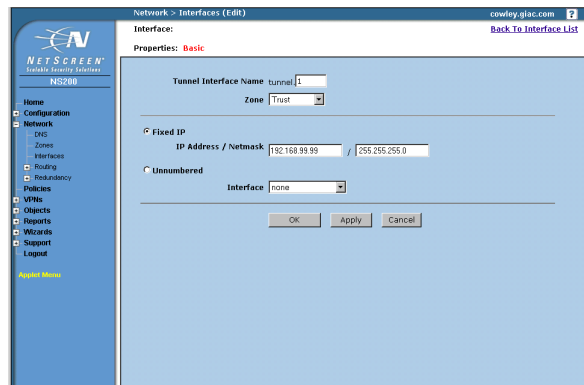 Network > Interfaces (Edit)
cowley.giac.com ?
Interface:
Back To Interface List
Properties: Basic
N
NETSCREEN
Scalable Security Solutions
NS200
Home
Configuration
Network
DNS
Zones
Interfaces
Routing
Redundancy
Policies
VPNs
Objects
Reports
Wizards
Support
Logout
Applet Menu
Tunnel Interface Name tunnel.1
Zone Trust
Fixed IP
IP Address / Netmask 192.168.99.99 / 255.255.255.0
Unnumbered
Interface none
OK Apply Cancel